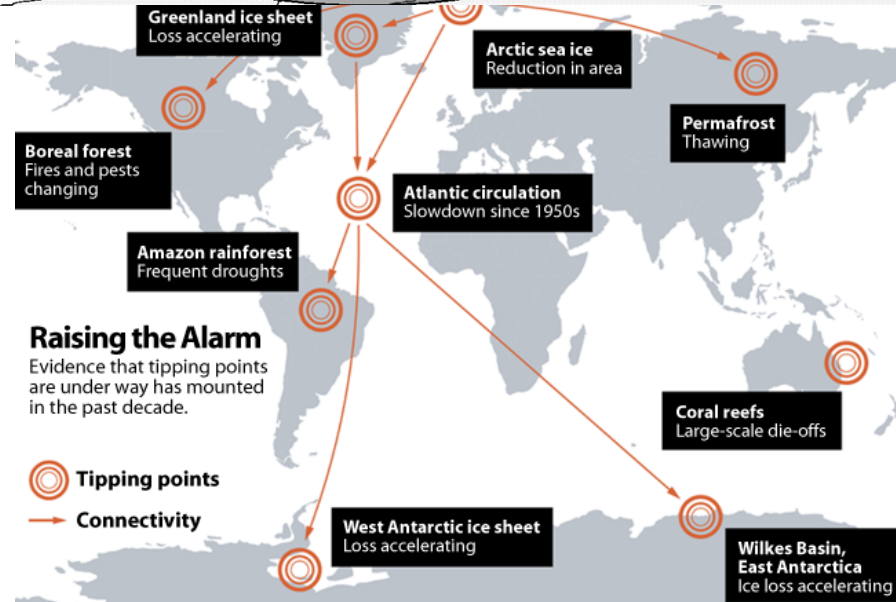 Greenland ice sheet
Loss accelerating
Arctic sea ice
Reduction in area
Permafrost
Thawing
Boreal forest
Fires and pests
changing
Atlantic circulation
Slowdown since 1950s
Amazon rainforest
Frequent droughts
Raising the Alarm
Evidence that tipping points
are under way has mounted
in the past decade.
Coral reefs
Large-scale die-offs
Tipping points
Connectivity
West Antarctic ice sheet
Loss accelerating
Wilkes Basin,
East Antarctica
Ice loss accelerating